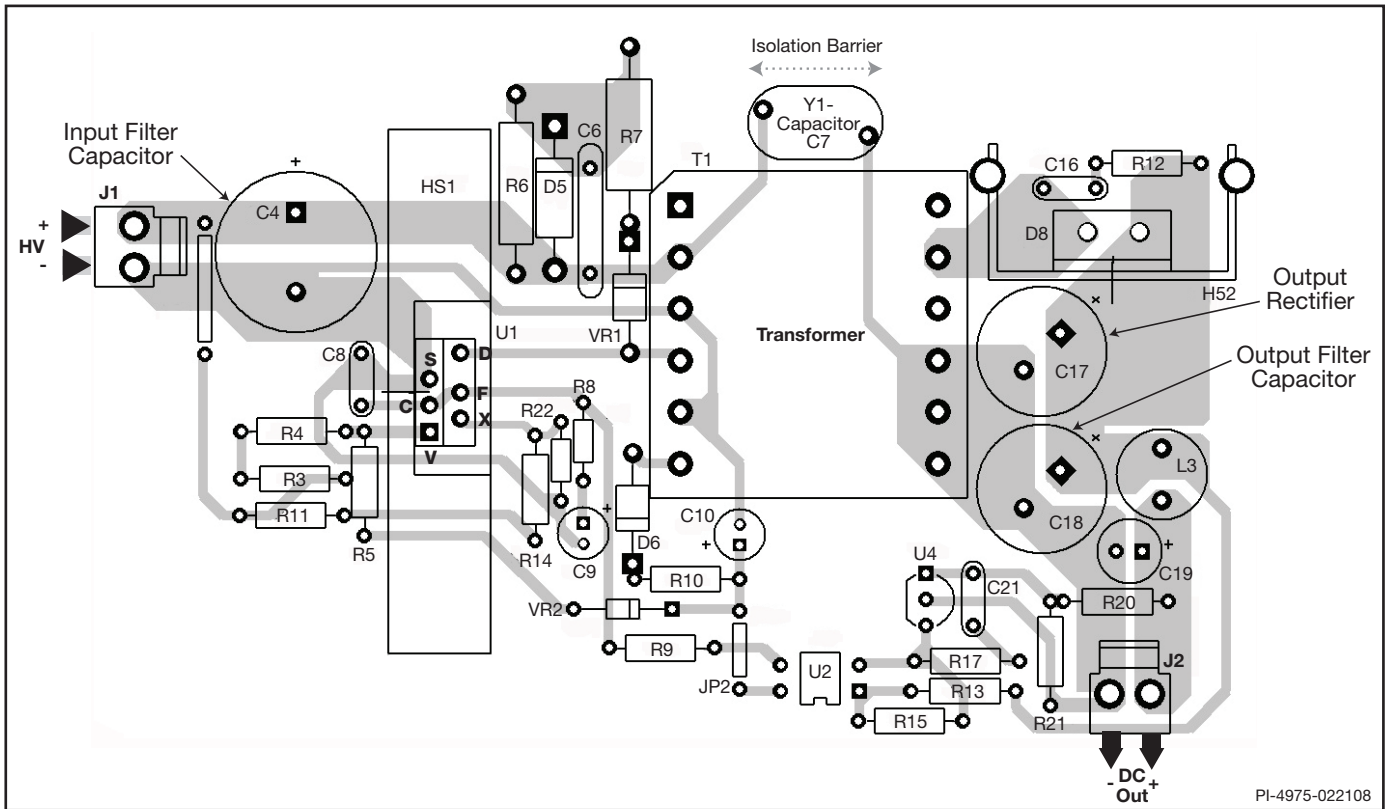 Isolation Barrier
Y1-
Capacitor
C7
Input Filter
Capacitor
J1
+
HV
-
+
C4
HS1
R6
D5
C6
R7
T1
C16
R12
D8
H52
Output
Rectifier
VR1
Transformer
U1
C8
S
D
C
F
X
V
R8
R22
C17
Output Filter
Capacitor
R4
R3
R11
R5
R14
+
C9
D6
C10
+
C18
L3
+
C19
R10
VR2
R9
JP2
U2
U4
C21
R20
R17
R13
R15
R21
J2
- DC +
Out
PI-4975-022108